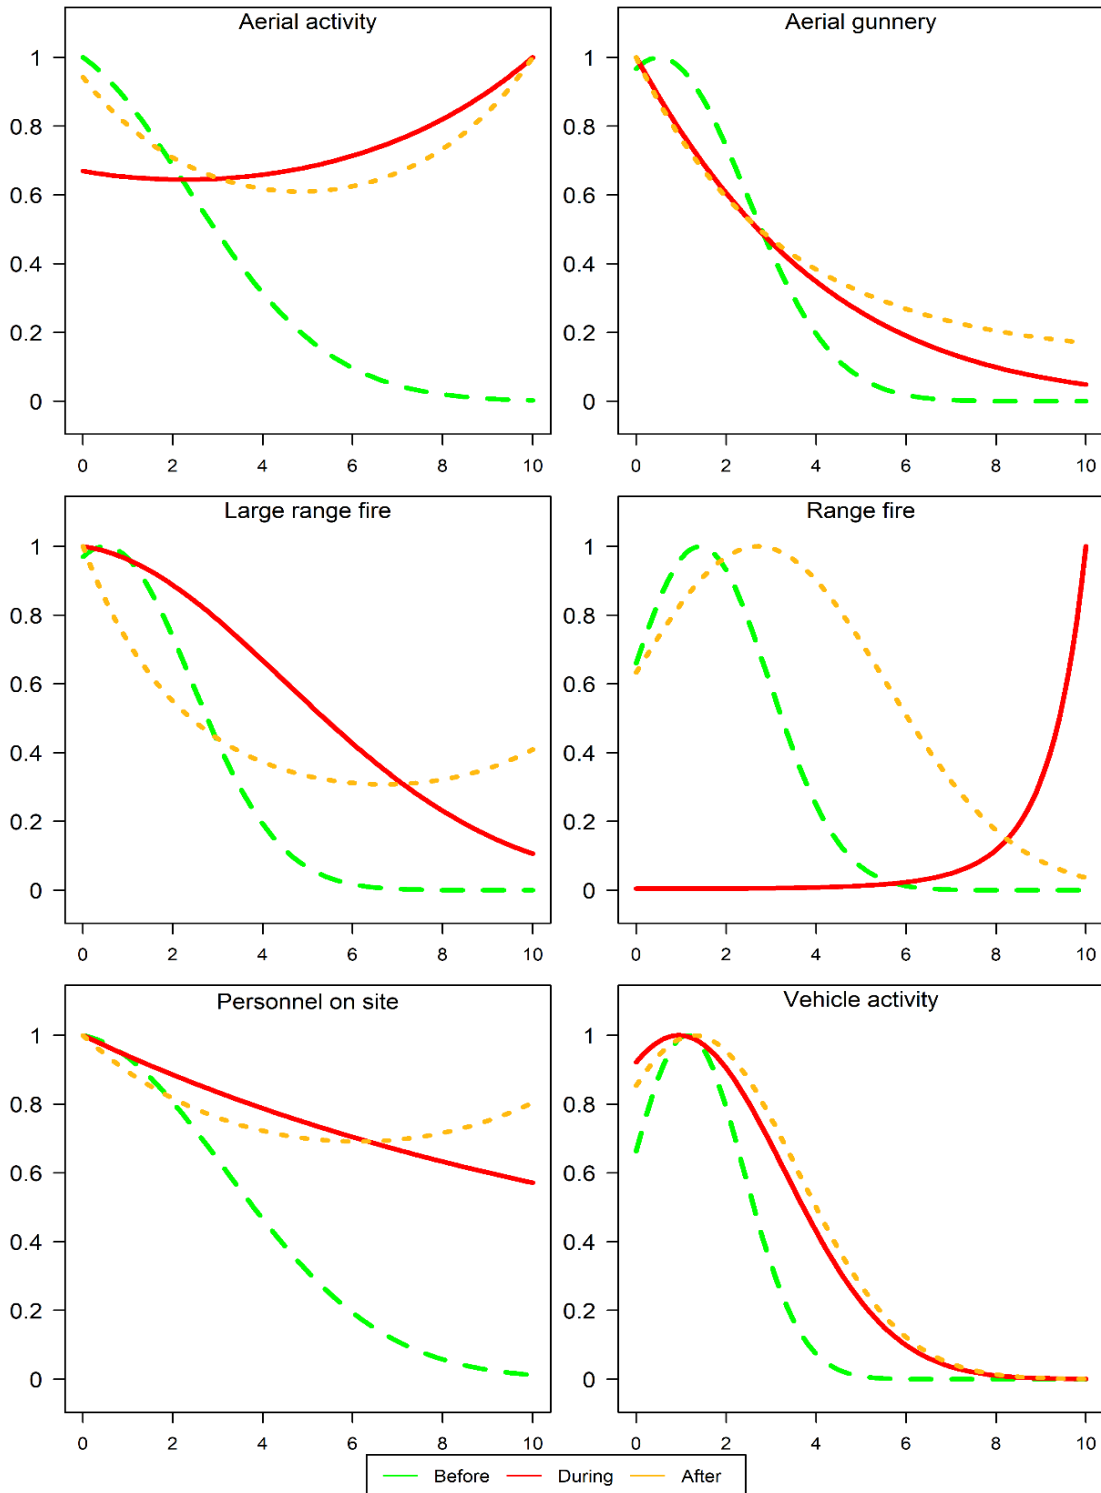 Aerial activity
1
0.8
0.6
0.4
0.2
0
0 2 4 6 8 10
Aerial gunnery
1
0.8
0.6
0.4
0.2
0
0 2 4 6 8 10
Large range fire
1
0.8
0.6
0.4
0.2
0
0 2 4 6 8 10
Range fire
1
0.8
0.6
0.4
0.2
0
0 2 4 6 8 10
Personnel on site
1
0.8
0.6
0.4
0.2
0
0 2 4 6 8 10
Vehicle activity
1
0.8
0.6
0.4
0.2
0
0 2 4 6 8 10
Before During After